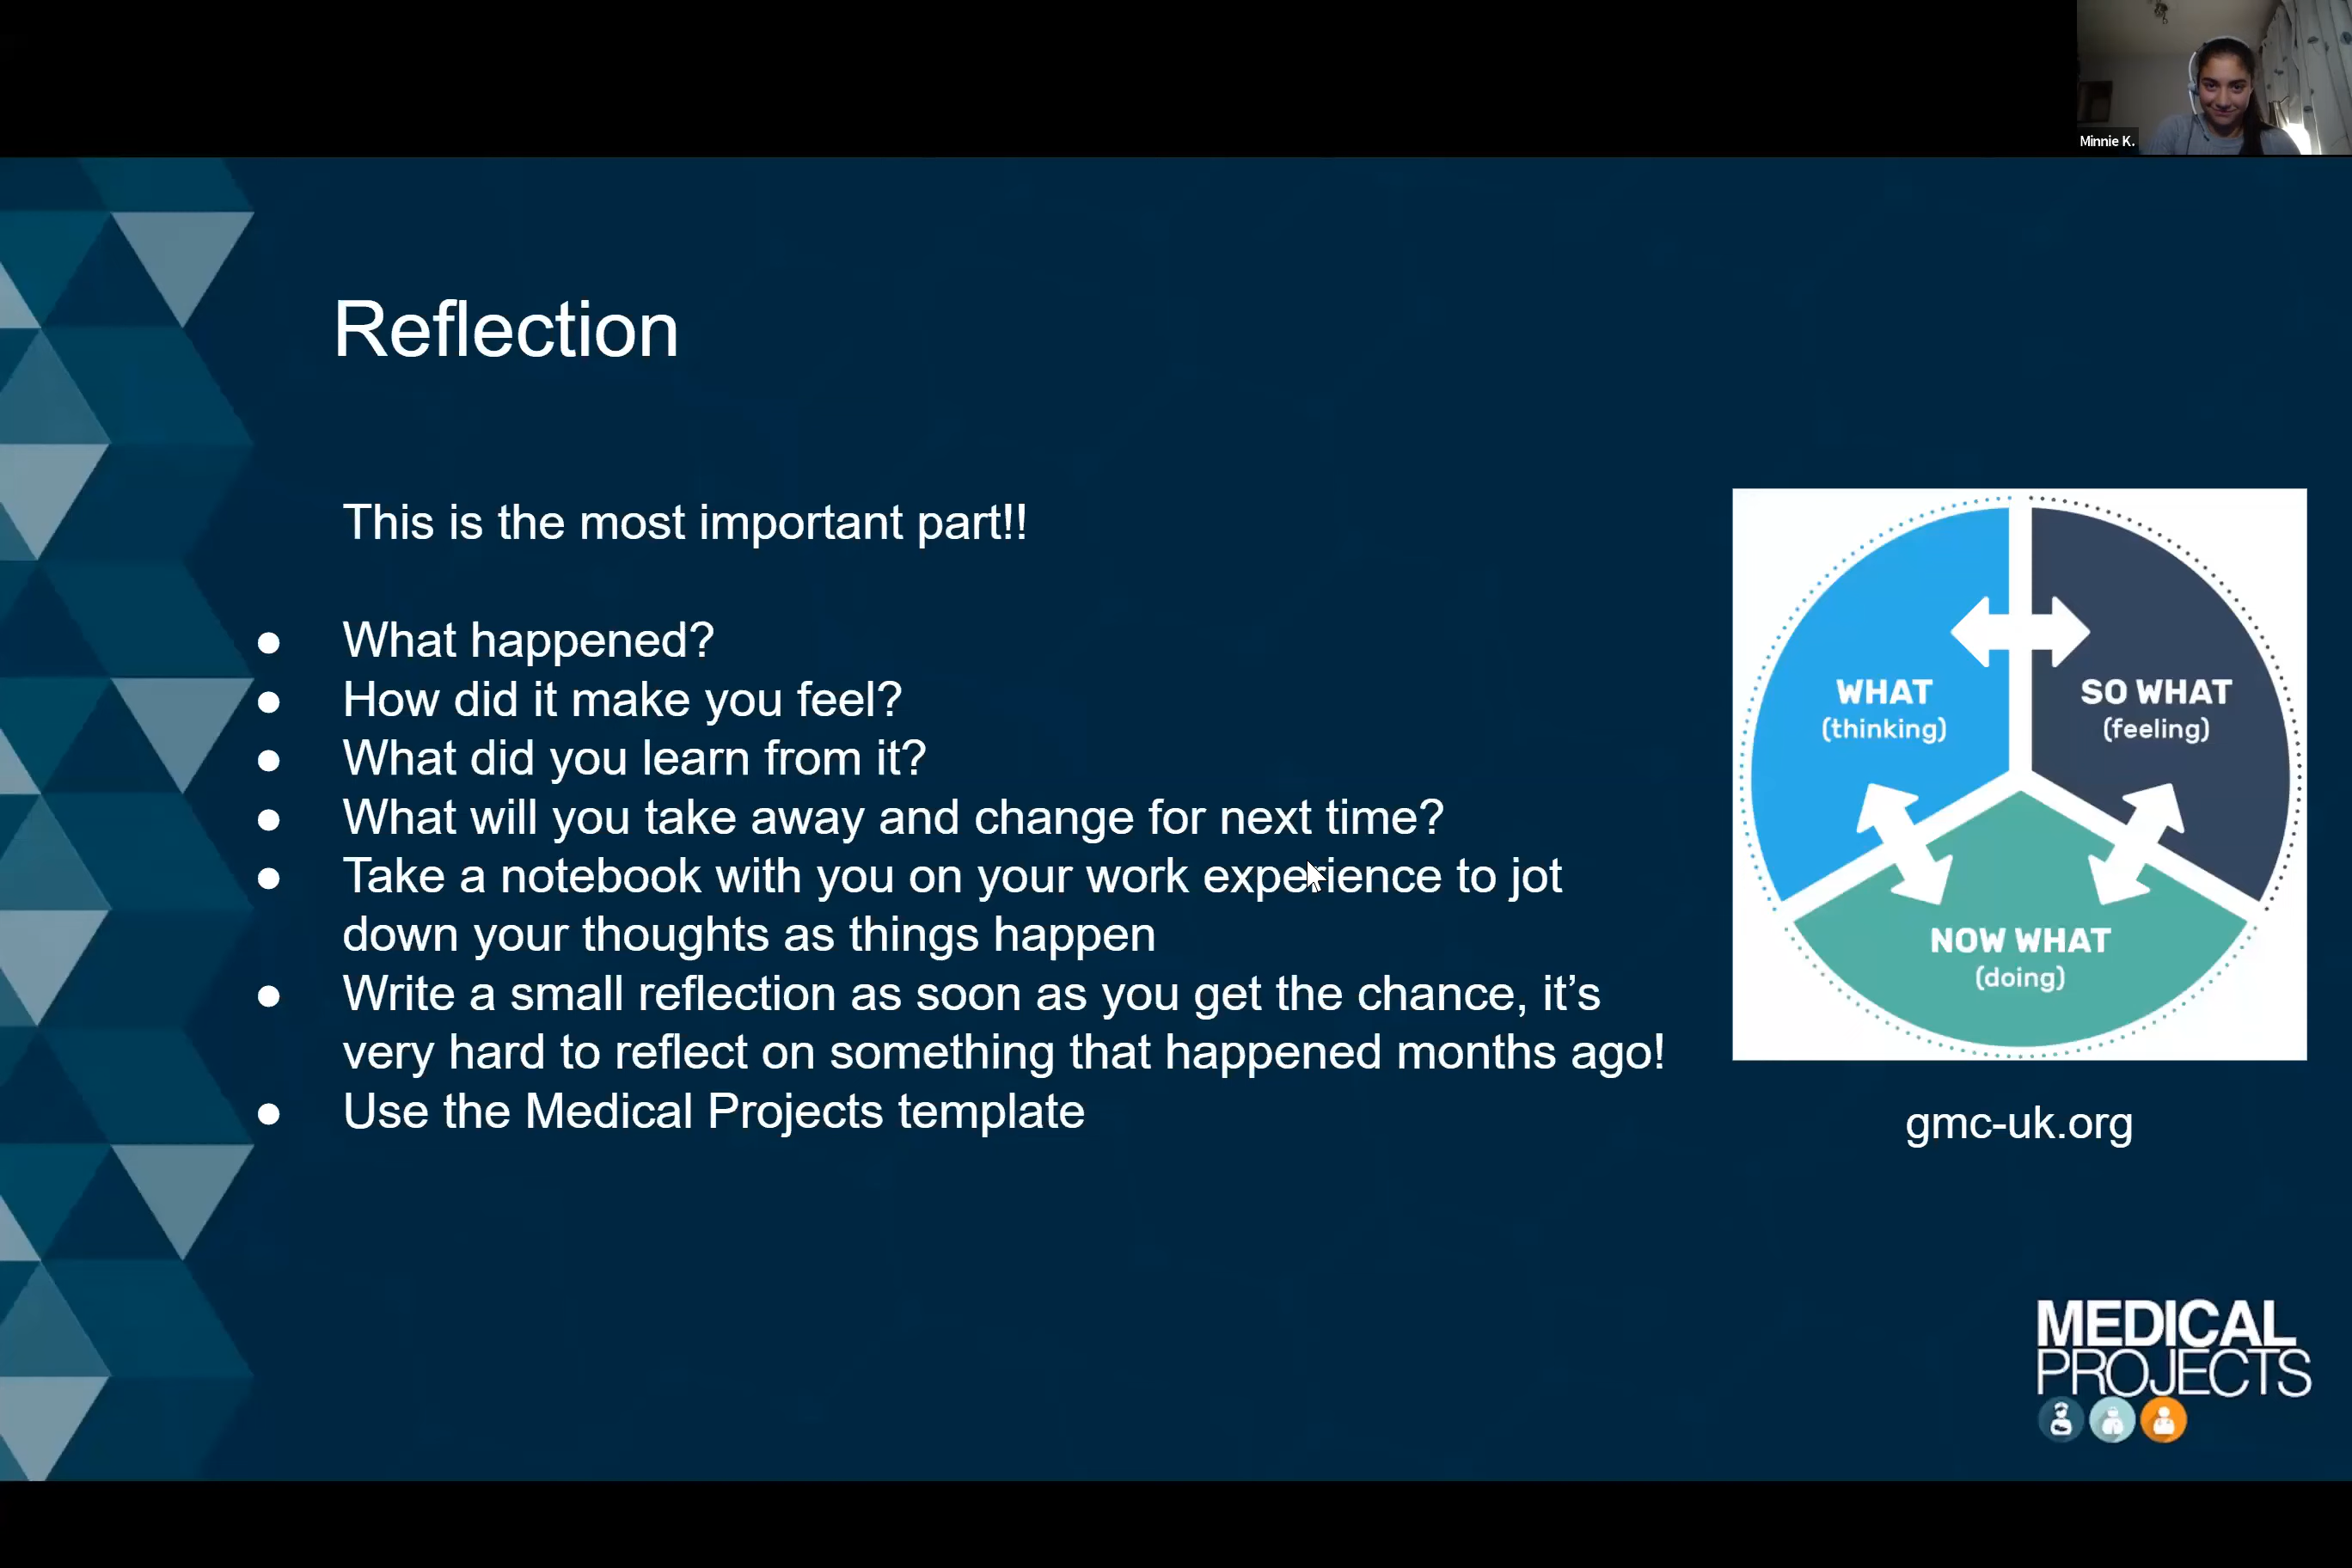 Minnie K.
Reflection
This is the most important part!!
● What happened?
● How did it make you feel?
● What did you learn from it?
● What will you take away and change for next time?
● Take a notebook with you on your work experience to jot
down your thoughts as things happen
● Write a small reflection as soon as you get the chance, it’s
very hard to reflect on something that happened months ago!
● Use the Medical Projects template
WHAT
(thinking)
SO WHAT
(feeling)
NOW WHAT
(doing)
gmc-uk.org
MEDICAL
PROJECTS